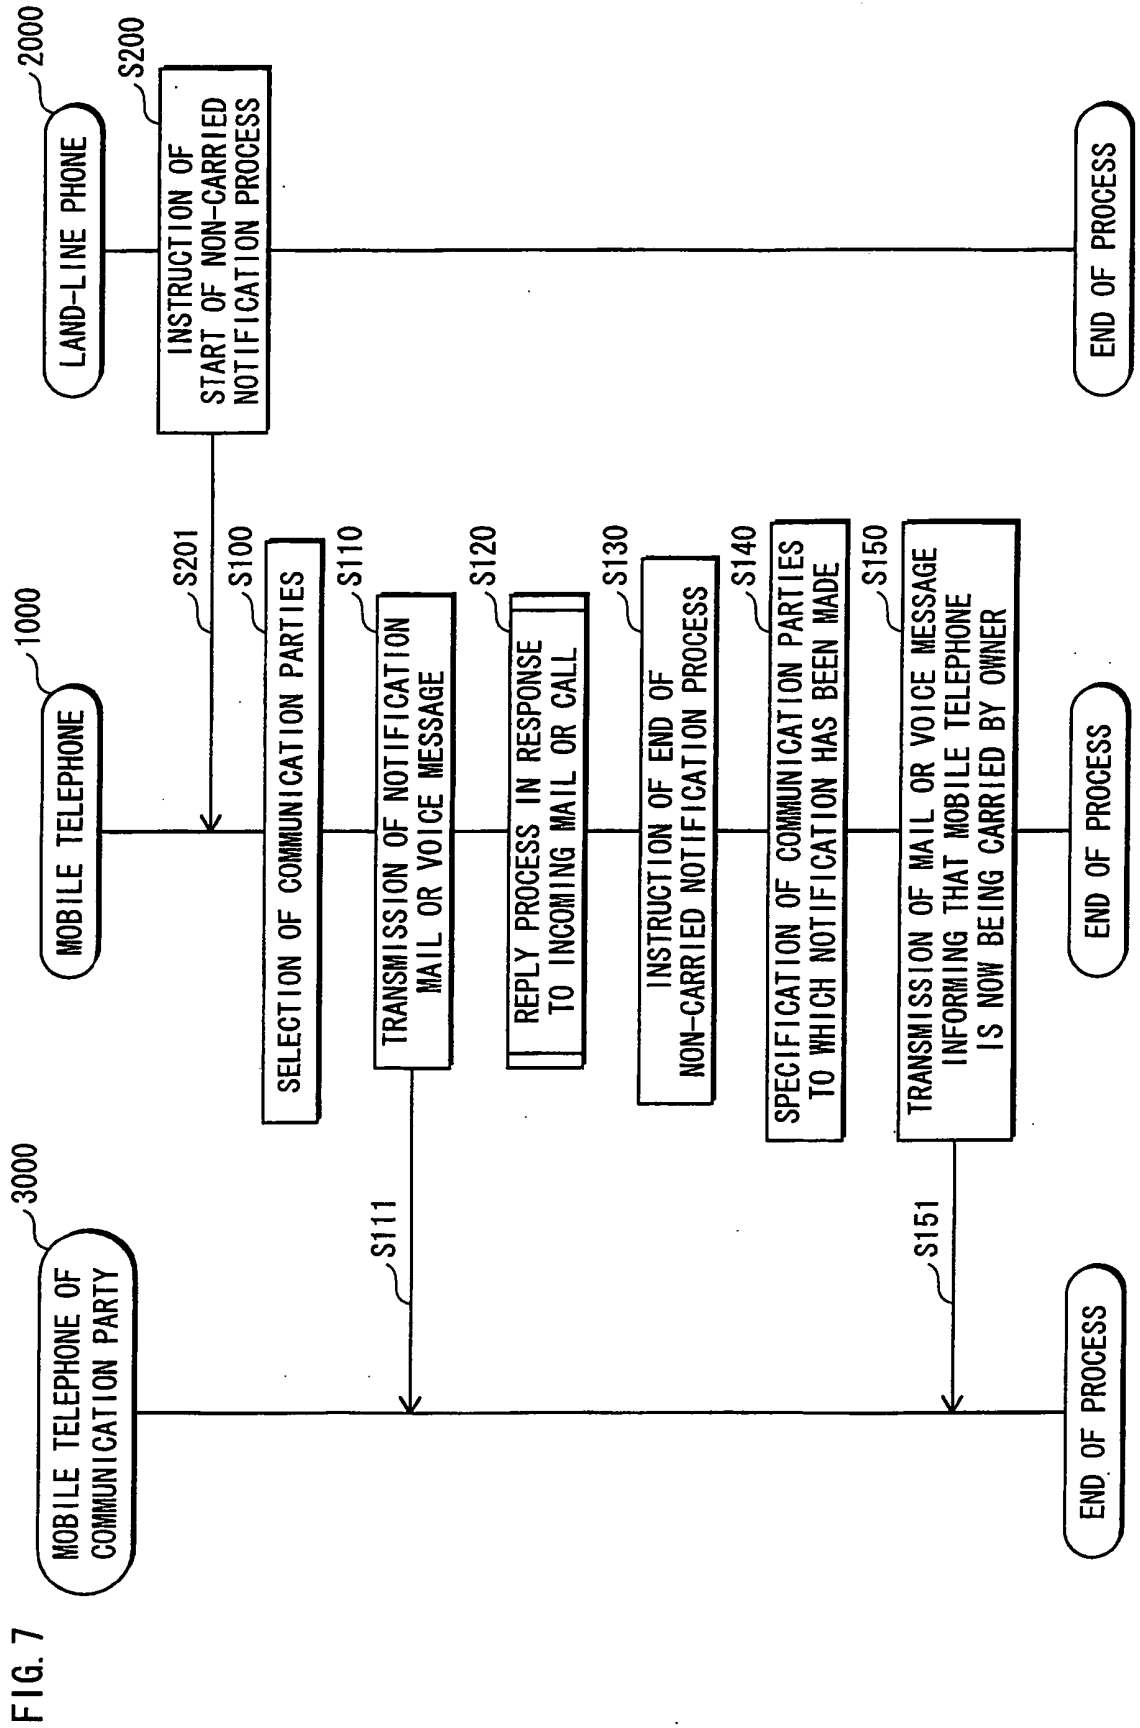 FIG. 7
3000
MOBILE TELEPHONE OF
COMMUNICATION PARTY
1000
MOBILE TELEPHONE
2000
LAND-LINE PHONE
S200
INSTRUCTION OF
START OF NON-CARRIED
NOTIFICATION PROCESS
S201
S100
SELECTION OF COMMUNICATION PARTIES
S110
TRANSMISSION OF NOTIFICATION
MAIL OR VOICE MESSAGE
S111
S120
REPLY PROCESS IN RESPONSE
TO INCOMING MAIL OR CALL
S130
INSTRUCTION OF END OF
NON-CARRIED NOTIFICATION PROCESS
S140
SPECIFICATION OF COMMUNICATION PARTIES
TO WHICH NOTIFICATION HAS BEEN MADE
S150
TRANSMISSION OF MAIL OR VOICE MESSAGE
INFORMING THAT MOBILE TELEPHONE
IS NOW BEING CARRIED BY OWNER
S151
END OF PROCESS
END OF PROCESS
END OF PROCESS